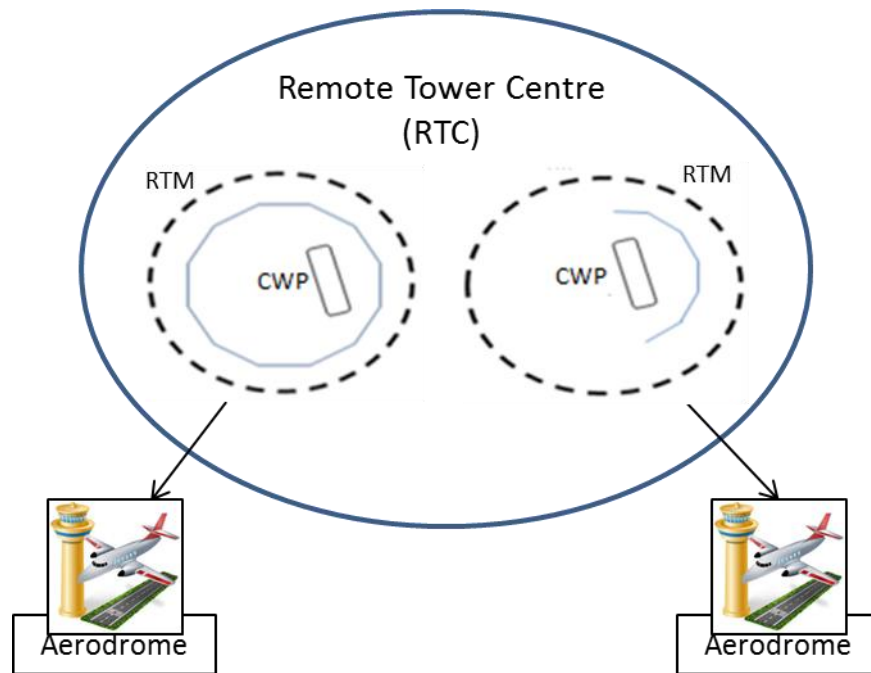 Remote Tower Centre
(RTC)
RTM
RTM
CWP
CWP
Aerodrome
Aerodrome